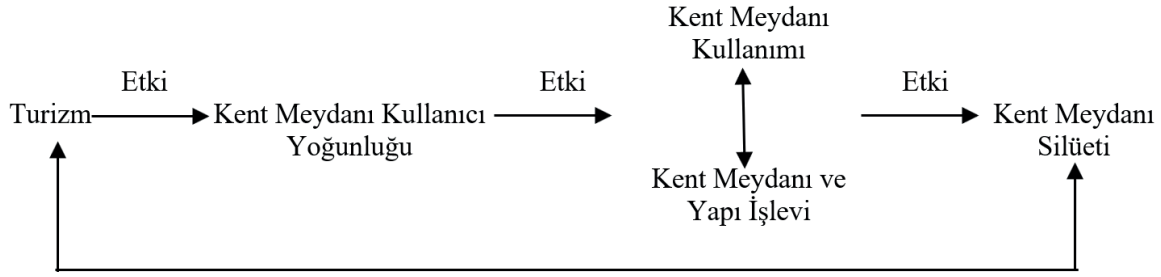 Kent Meydanı
Kullanımı
Etki
Etki
Etki
Turizm
Kent Meydanı Kullanıcı
Yoğunluğu
Kent Meydanı
Silüeti
Kent Meydanı ve
Yapı İşlevi